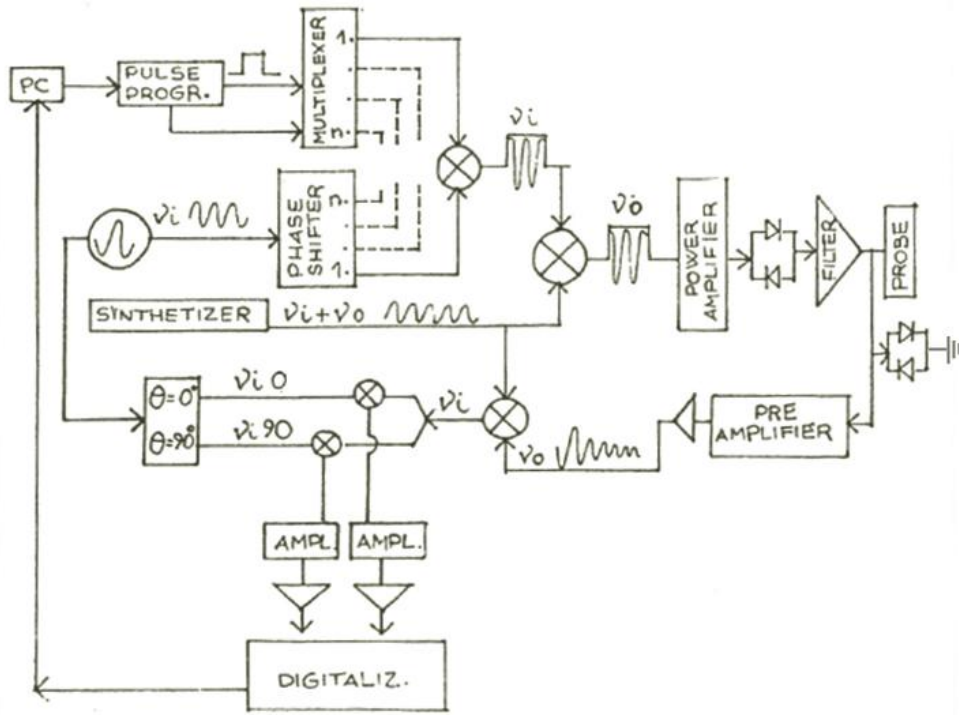 PC
PULSE
PROGR.
MULTIPLEXER
1.
n.
νi
νi
PHASE
SHIFTER
n.
1.
νo
POWER
AMPLIFIER
FILTER
PROBE
SYNTHETIZER
νi+νo
θ=0°
θ=90°
νi 0
νi 90
νi
νo
PRE
AMPLIFIER
AMPL.
AMPL.
DIGITALIZ.